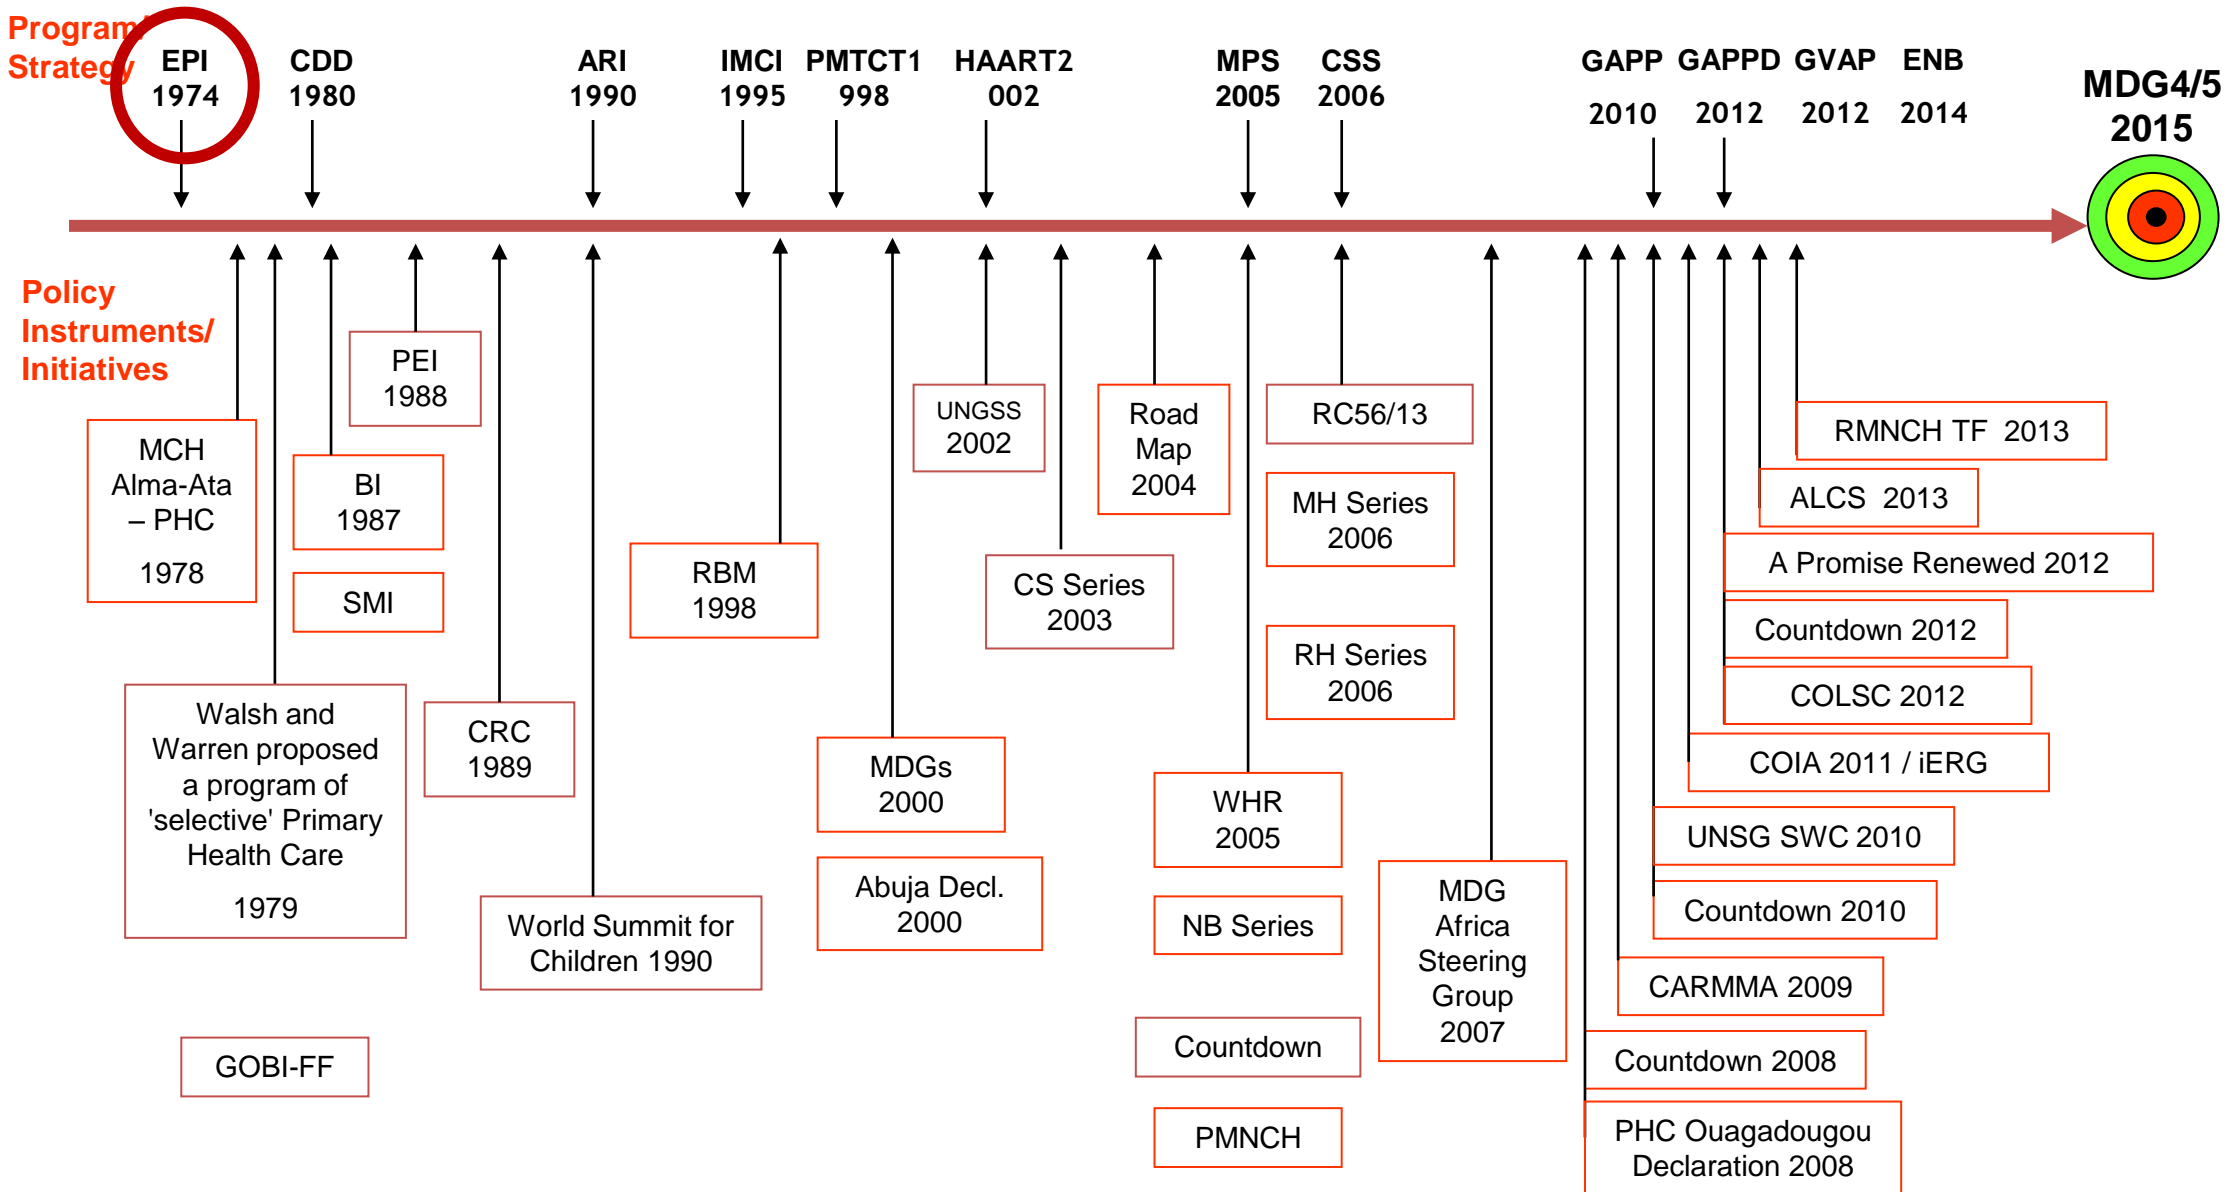 Program/
Strategy
EPI
1974
CDD
1980
ARI
1990
IMCI
1995
PMTCT1
998
HAART2
002
MPS
2005
CSS
2006
GAPP
2010
GAPPD
2012
GVAP
2012
ENB
2014
MDG4/5
2015
Policy
Instruments/
Initiatives
MCH
Alma-Ata
– PHC
1978
Walsh and
Warren proposed
a program of
'selective' Primary
Health Care
1979
GOBI-FF
BI
1987
SMI
PEI
1988
CRC
1989
World Summit for
Children 1990
RBM
1998
MDGs
2000
Abuja Decl.
2000
UNGSS
2002
CS Series
2003
Road
Map
2004
WHR
2005
NB Series
Countdown
PMNCH
RC56/13
MH Series
2006
RH Series
2006
MDG
Africa
Steering
Group
2007
RMNCH TF 2013
ALCS 2013
A Promise Renewed 2012
Countdown 2012
COLSC 2012
COIA 2011 / iERG
UNSG SWC 2010
Countdown 2010
CARMMA 2009
Countdown 2008
PHC Ouagadougou
Declaration 2008